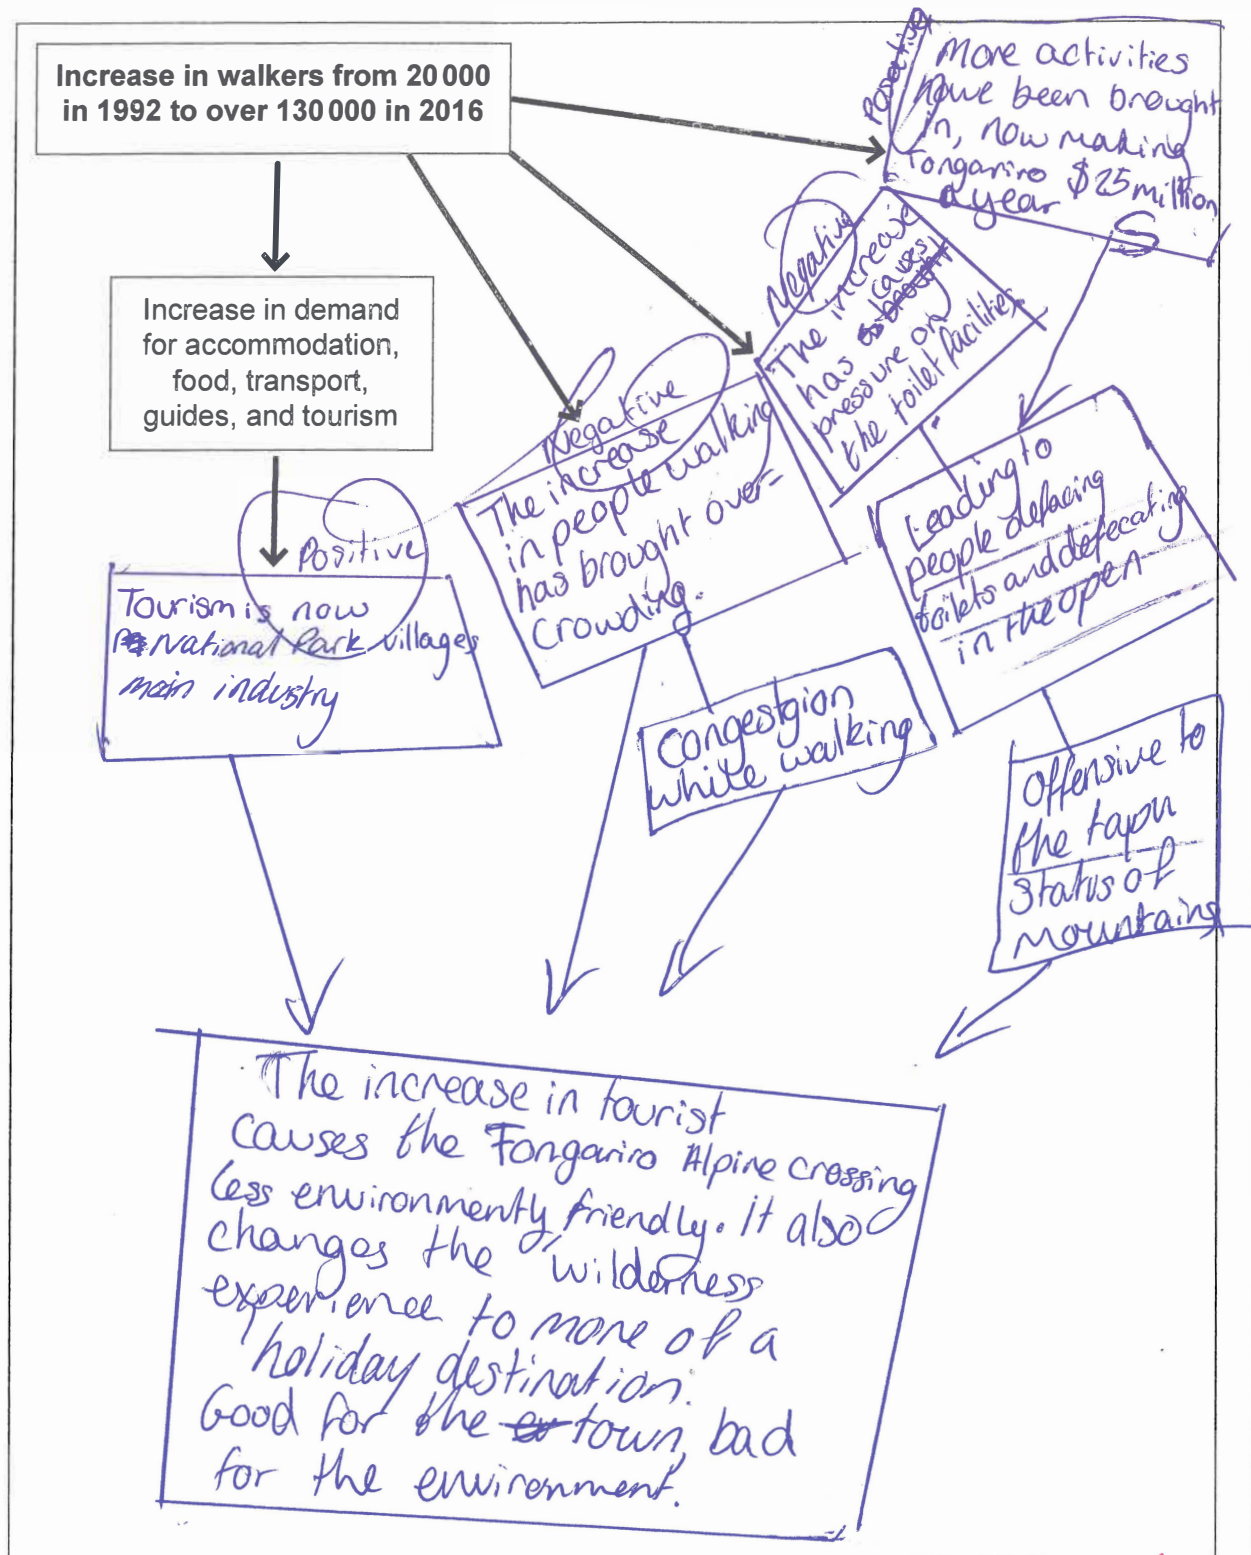 Increase in walkers from 20 000
in 1992 to over 130 000 in 2016
Positive
More activities
have been brought
in, now making
Tongariro $25 million
a year
S
Increase in demand
for accommodation,
food, transport,
guides, and tourism
Negative
The increase
has causes
pressure on
the toilet facilities
Negative
The increase
in people walking
has brought over-
crowding.
Positive
Tourism is now
National Park villages
main industry
Leading to
people defacing
toilets and defecating
in the open
Congestgion
while walking
Offensive to
the tapu
status of
mountains
The increase in tourist
causes the Tongariro Alpine crossing
less environmently friendly. It also
changes the "wilderness
experience to more of a
holiday destination.
Good for the town, bad
for the environment.